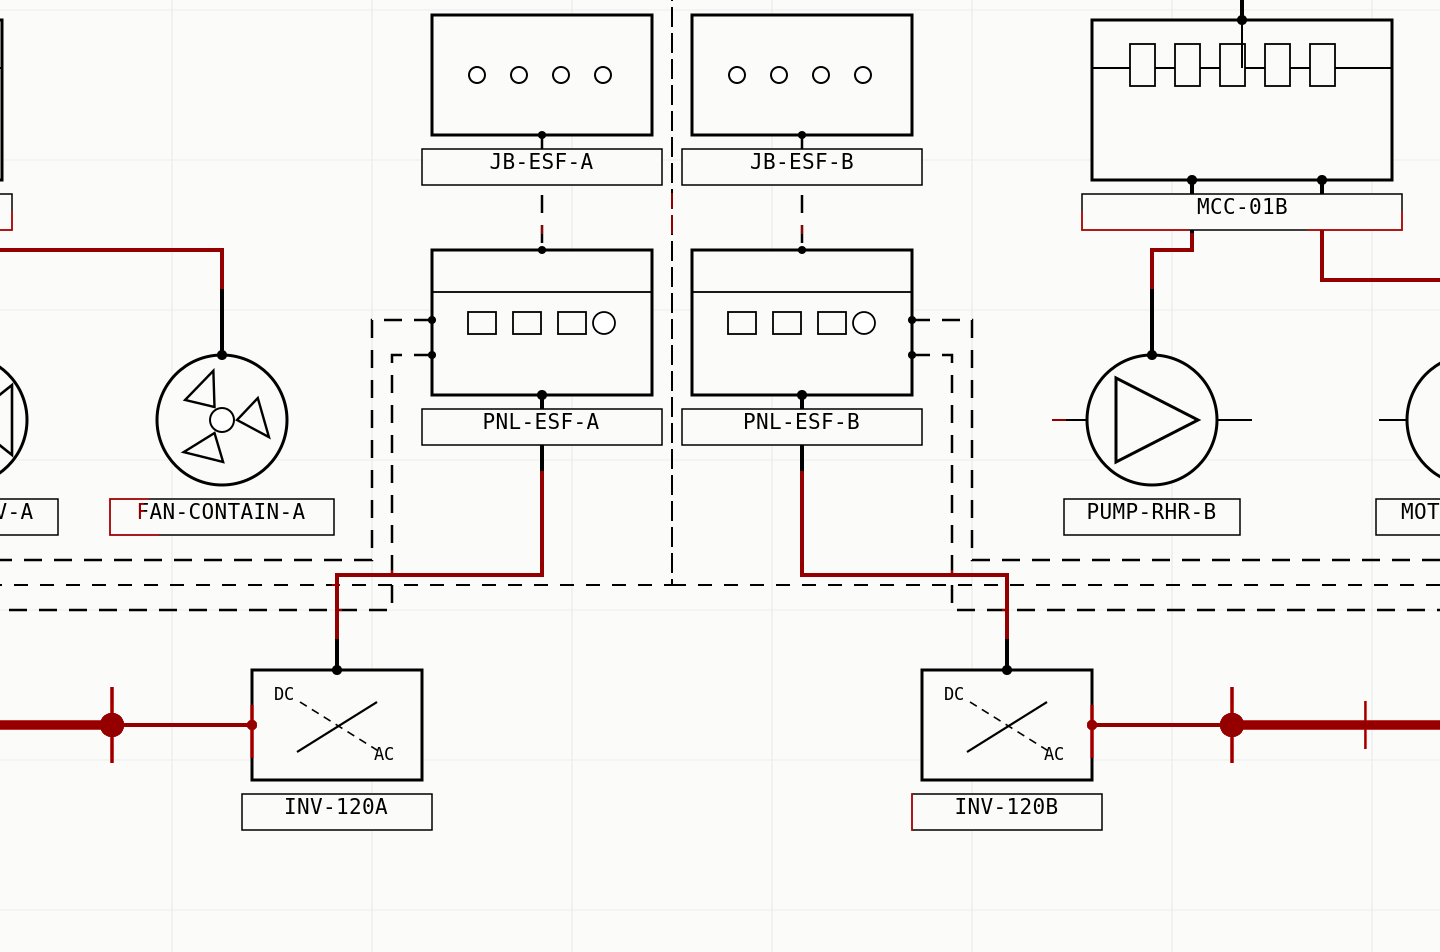 JB-ESF-A
JB-ESF-B
MCC-01B
PNL-ESF-A
PNL-ESF-B
V-A
FAN-CONTAIN-A
PUMP-RHR-B
MOT
DC
AC
DC
AC
INV-120A
INV-120B